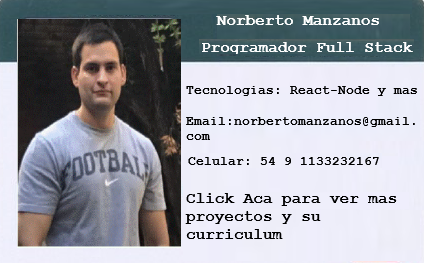 Norberto Manzanos
Programador Full Stack
Tecnologias: React-Node y mas
Email:norbertomanzanos@gmail.
com
Celular: 54 9 1133232167
Click Aca para ver mas
proyectos y su
curriculum
FOOTBALL